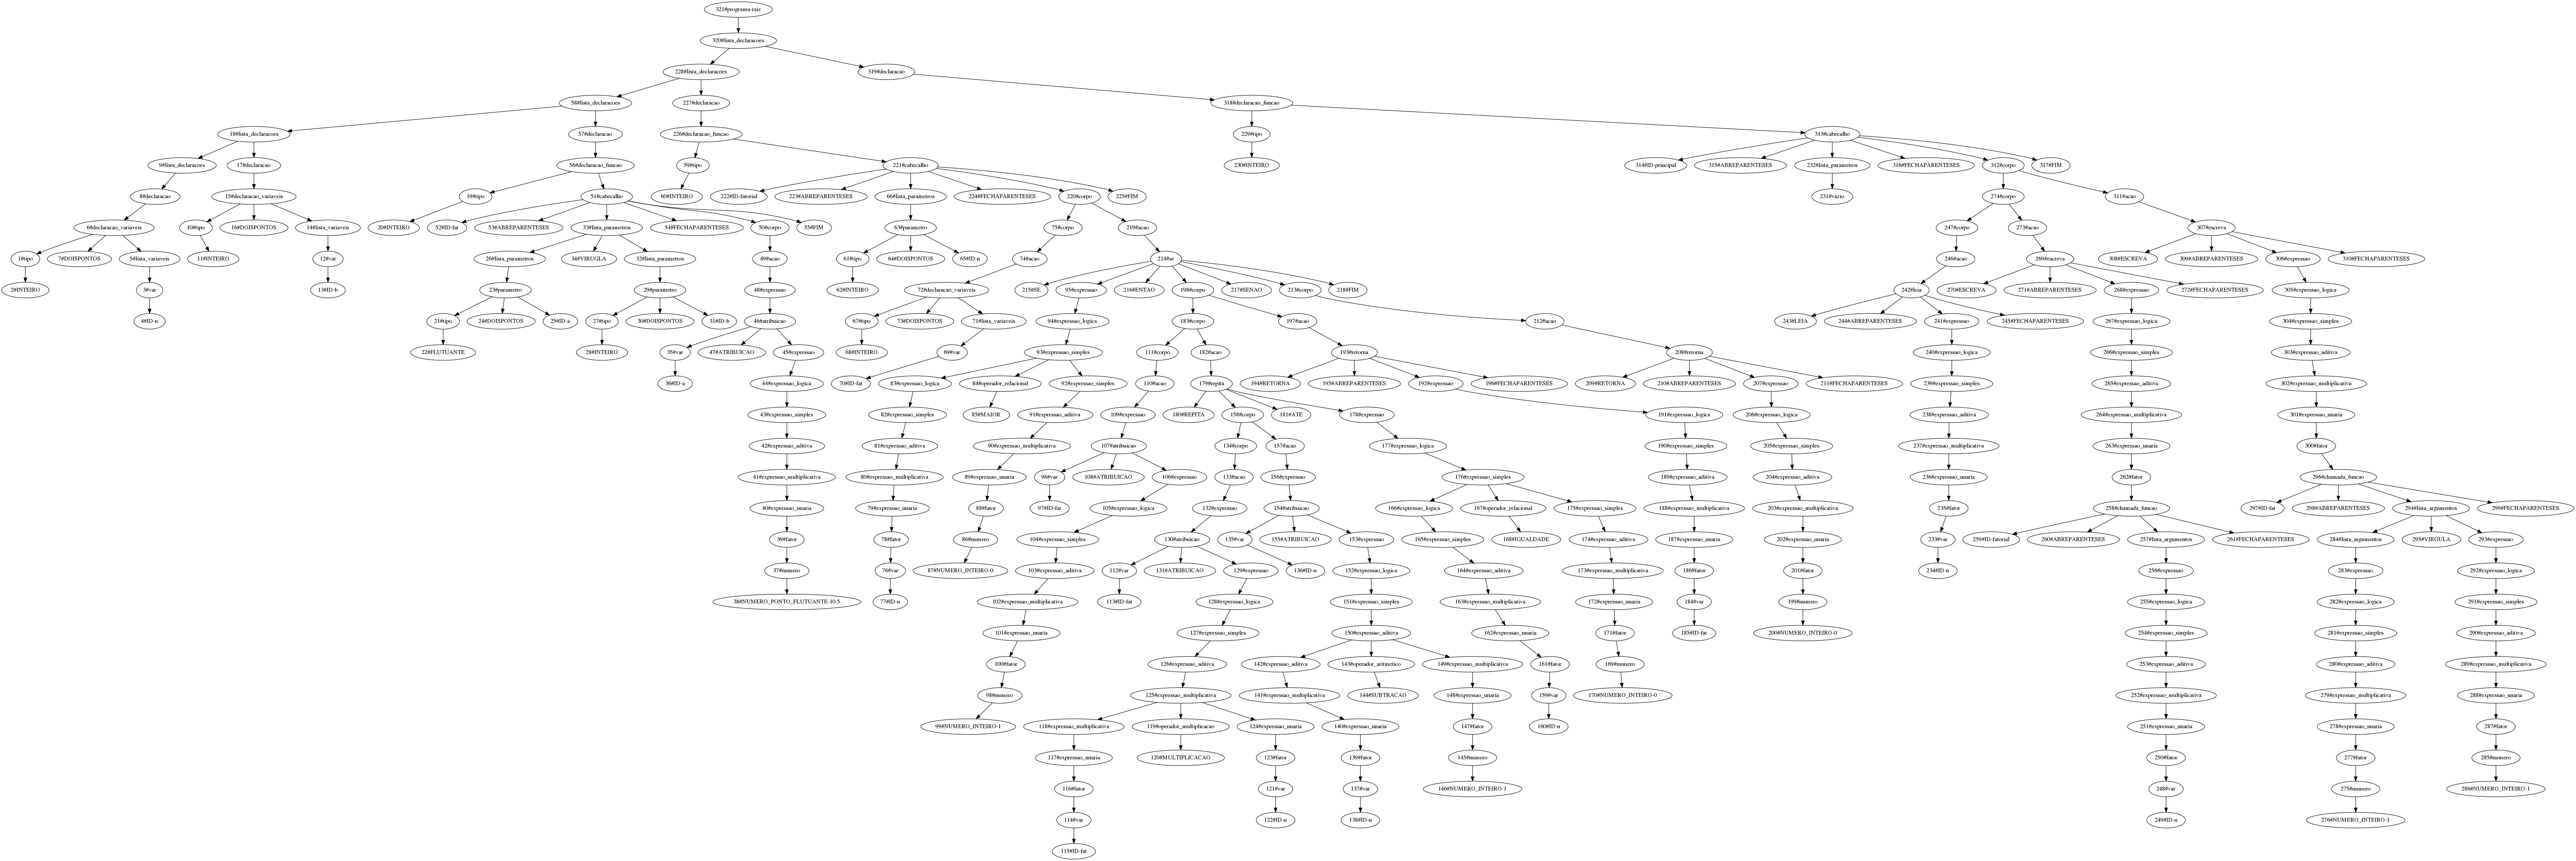 321#programa-raiz
320#lista_declaracoes
228#lista_declaracoes 319#declaracao
58#lista_declaracoes 227#declaracao 318#declaracao_funcao
18#lista_declaracoes 57#declaracao 226#declaracao_funcao 229#tipo 313#cabecalho
9#lista_declaracoes 17#declaracao 56#declaracao_funcao 59#tipo 221#cabecalho 230#INTEIRO 314#ID-principal 315#ABREPARENTESES 232#lista_parametros 316#FECHAPARENTESES 312#corpo 317#FIM
8#declaracao 15#declaracao_variaveis 19#tipo 51#cabecalho 60#INTEIRO 222#ID-fatorial 223#ABREPARENTESES 66#lista_parametros 224#FECHAPARENTESES 220#corpo 225#FIM 231#vazio 274#corpo 311#acao
6#declaracao_variaveis 10#tipo 16#DOISPONTOS 14#lista_variaveis 20#INTEIRO 52#ID-fat 53#ABREPARENTESES 33#lista_parametros 54#FECHAPARENTESES 50#corpo 55#FIM 63#parametro 75#corpo 219#acao 247#corpo 273#acao 307#escreva
1#tipo 7#DOISPONTOS 5#lista_variaveis 11#INTEIRO 12#var 26#lista_parametros 34#VIRUGLA 32#lista_parametros 49#acao 61#tipo 64#DOISPONTOS 65#ID-n 74#acao 214#se 246#acao 269#escreva 308#ESCREVA 309#ABREPARENTESES 306#expressao 310#FECHAPARENTESES
2#INTEIRO 3#var 13#ID-b 23#parametro 29#parametro 48#expressao 62#INTEIRO 72#declaracao_variaveis 215#SE 95#expressao 216#ENTAO 198#corpo 217#SENAO 213#corpo 218#FIM 242#leia 270#ESCREVA 271#ABREPARENTESES 268#expressao 272#FECHAPARENTESES 305#expressao_logica
4#ID-n 21#tipo 24#DOISPONTOS 25#ID-a 27#tipo 30#DOISPONTOS 31#ID-b 46#atribuicao 67#tipo 73#DOISPONTOS 71#lista_variaveis 94#expressao_logica 183#corpo 197#acao 212#acao 243#LEIA 244#ABREPARENTESES 241#expressao 245#FECHAPARENTESES 267#expressao_logica 304#expressao_simples
22#FLUTUANTE 28#INTEIRO 35#var 47#ATRIBUICAO 45#expressao 68#INTEIRO 69#var 93#expressao_simples 111#corpo 182#acao 193#retorna 208#retorna 240#expressao_logica 266#expressao_simples 303#expressao_aditiva
36#ID-a 44#expressao_logica 70#ID-fat 83#expressao_logica 84#operador_relacional 92#expressao_simples 110#acao 179#repita 194#RETORNA 195#ABREPARENTESES 192#expressao 196#FECHAPARENTESES 209#RETORNA 210#ABREPARENTESES 207#expressao 211#FECHAPARENTESES 239#expressao_simples 265#expressao_aditiva 302#expressao_multiplicativa
43#expressao_simples 82#expressao_simples 85#MAIOR 91#expressao_aditiva 109#expressao 180#REPITA 158#corpo 181#ATE 178#expressao 191#expressao_logica 206#expressao_logica 238#expressao_aditiva 264#expressao_multiplicativa 301#expressao_unaria
42#expressao_aditiva 81#expressao_aditiva 90#expressao_multiplicativa 107#atribuicao 134#corpo 157#acao 177#expressao_logica 190#expressao_simples 205#expressao_simples 237#expressao_multiplicativa 263#expressao_unaria 300#fator
41#expressao_multiplicativa 80#expressao_multiplicativa 89#expressao_unaria 96#var 108#ATRIBUICAO 106#expressao 133#acao 156#expressao 176#expressao_simples 189#expressao_aditiva 204#expressao_aditiva 236#expressao_unaria 262#fator 296#chamada_funcao
40#expressao_unaria 79#expressao_unaria 88#fator 97#ID-fat 105#expressao_logica 132#expressao 154#atribuicao 166#expressao_logica 167#operador_relacional 175#expressao_simples 188#expressao_multiplicativa 203#expressao_multiplicativa 235#fator 258#chamada_funcao 297#ID-fat 298#ABREPARENTESES 294#lista_argumentos 299#FECHAPARENTESES
39#fator 78#fator 86#numero 104#expressao_simples 130#atribuicao 135#var 155#ATRIBUICAO 153#expressao 165#expressao_simples 168#IGUALDADE 174#expressao_aditiva 187#expressao_unaria 202#expressao_unaria 233#var 259#ID-fatorial 260#ABREPARENTESES 257#lista_argumentos 261#FECHAPARENTESES 284#lista_argumentos 295#VIRGULA 293#expressao
37#numero 76#var 87#NUMERO_INTEIRO-0 103#expressao_aditiva 112#var 131#ATRIBUICAO 129#expressao 136#ID-n 152#expressao_logica 164#expressao_aditiva 173#expressao_multiplicativa 186#fator 201#fator 234#ID-n 256#expressao 283#expressao 292#expressao_logica
38#NUMERO_PONTO_FLUTUANTE-10.5 77#ID-n 102#expressao_multiplicativa 113#ID-fat 128#expressao_logica 151#expressao_simples 163#expressao_multiplicativa 172#expressao_unaria 184#var 199#numero 255#expressao_logica 282#expressao_logica 291#expressao_simples
101#expressao_unaria 127#expressao_simples 150#expressao_aditiva 162#expressao_unaria 171#fator 185#ID-fat 200#NUMERO_INTEIRO-0 254#expressao_simples 281#expressao_simples 290#expressao_aditiva
100#fator 126#expressao_aditiva 142#expressao_aditiva 143#operador_aritmetico 149#expressao_multiplicativa 161#fator 169#numero 253#expressao_aditiva 280#expressao_aditiva 289#expressao_multiplicativa
98#numero 125#expressao_multiplicativa 141#expressao_multiplicativa 144#SUBTRACAO 148#expressao_unaria 159#var 170#NUMERO_INTEIRO-0 252#expressao_multiplicativa 279#expressao_multiplicativa 288#expressao_unaria
99#NUMERO_INTEIRO-1 118#expressao_multiplicativa 119#operador_multiplicacao 124#expressao_unaria 140#expressao_unaria 147#fator 160#ID-n 251#expressao_unaria 278#expressao_unaria 287#fator
117#expressao_unaria 120#MULTIPLICACAO 123#fator 139#fator 145#numero 250#fator 277#fator 285#numero
116#fator 121#var 137#var 146#NUMERO_INTEIRO-1 248#var 275#numero 286#NUMERO_INTEIRO-1
114#var 122#ID-n 138#ID-n 249#ID-n 276#NUMERO_INTEIRO-1
115#ID-fat